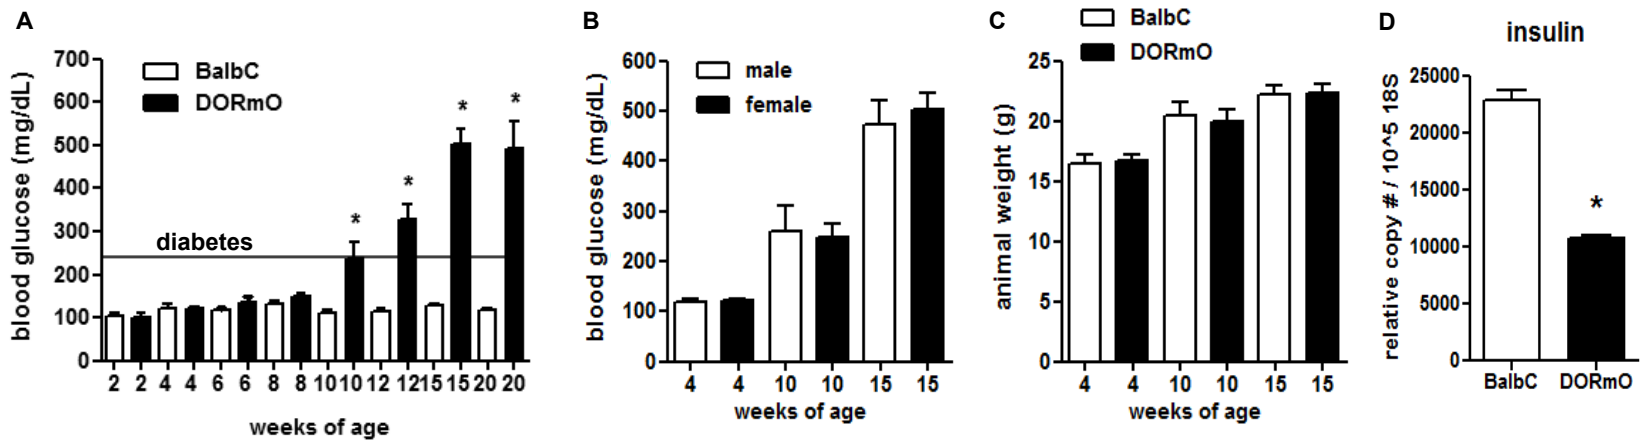 A
blood glucose (mg/dL)
700
600
500
400
300
200
100
0
BalbC
DORmO
diabetes
*
*
*
*
2 2 4 4 6 6 8 8 10 10 12 12 15 15 20 20
weeks of age
B
blood glucose (mg/dL)
600
500
400
300
200
100
0
male
female
4 4 10 10 15 15
weeks of age
C
BalbC
DORmO
animal weight (g)
25
20
15
10
5
0
4 4 10 10 15 15
weeks of age
D
insulin
relative copy # / 10^5 18S
25000
20000
15000
10000
5000
0
*
BalbC DORmO